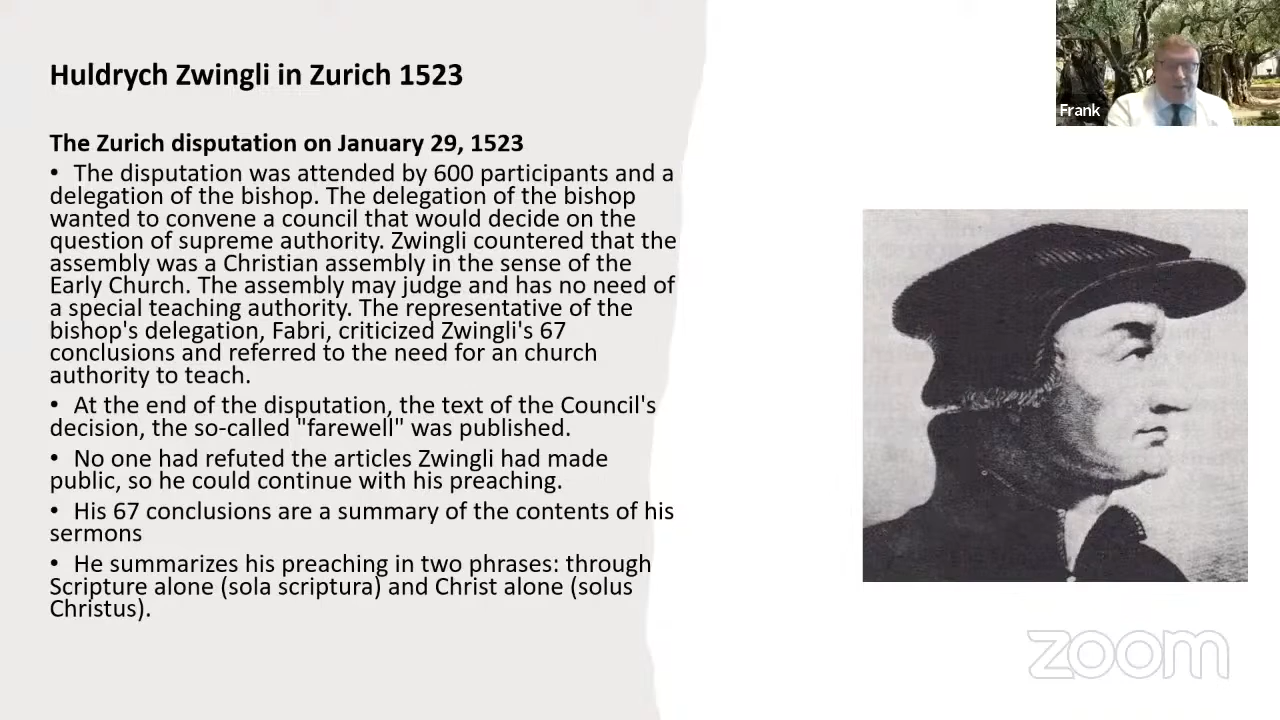 Huldrych Zwingli in Zurich 1523
The Zurich disputation on January 29, 1523
• The disputation was attended by 600 participants and a
delegation of the bishop. The delegation of the bishop
wanted to convene a council that would decide on the
question of supreme authority. Zwingli countered that the
assembly was a Christian assembly in the sense of the
Early Church. The assembly may judge and has no need of
a special teaching authority. The representative of the
bishop's delegation, Fabri, criticized Zwingli's 67
conclusions and referred to the need for an church
authority to teach.
• At the end of the disputation, the text of the Council's
decision, the so-called "farewell" was published.
• No one had refuted the articles Zwingli had made
public, so he could continue with his preaching.
• His 67 conclusions are a summary of the contents of his
sermons
• He summarizes his preaching in two phrases: through
Scripture alone (sola scriptura) and Christ alone (solus
Christus).
Frank
zoom